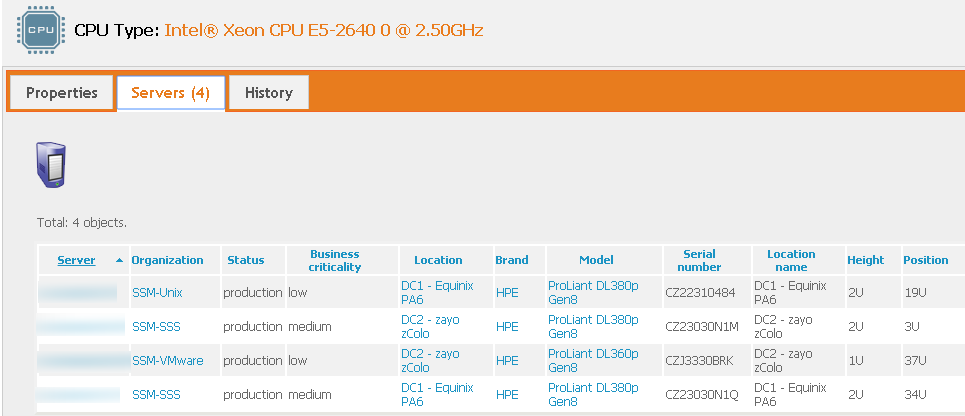 CPU
CPU Type: Intel® Xeon CPU E5-2640 0 @ 2.50GHz
Properties Servers (4) History
Total: 4 objects.
Server Organization Status Business criticality Location Brand Model Serial number Location name Height Position
SSM-Unix production low DC1 - Equinix PA6 HPE ProLiant DL380p Gen8 CZ22310484 DC1 - Equinix PA6 2U 19U
SSM-SSS production medium DC2 - zayo zColo HPE ProLiant DL380p Gen8 CZ23030N1M DC2 - zayo zColo 2U 3U
SSM-VMware production low DC2 - zayo zColo HPE ProLiant DL360p Gen8 CZJ3330BRK DC2 - zayo zColo 1U 37U
SSM-SSS production medium DC1 - Equinix PA6 HPE ProLiant DL380p Gen8 CZ23030N1Q DC1 - Equinix PA6 2U 34U